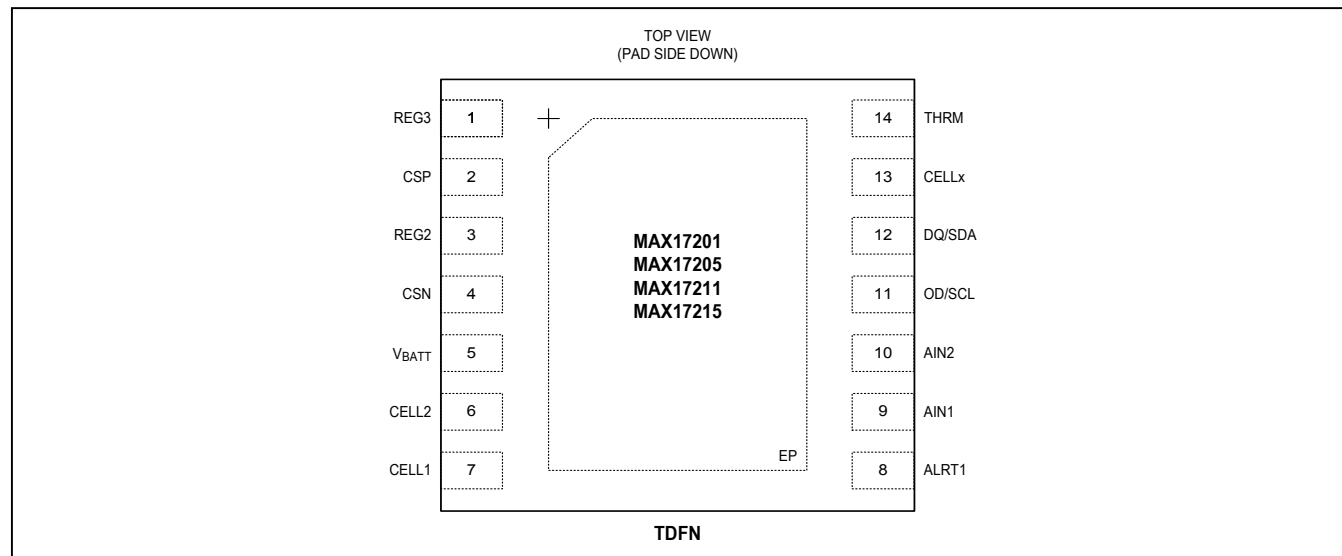 TOP VIEW
(PAD SIDE DOWN)
REG3 1
CSP 2
REG2 3
CSN 4
VBATT 5
CELL2 6
CELL1 7
MAX17201
MAX17205
MAX17211
MAX17215
14 THRM
13 CELLx
12 DQ/SDA
11 OD/SCL
10 AIN2
9 AIN1
8 ALRT1
EP
TDFN